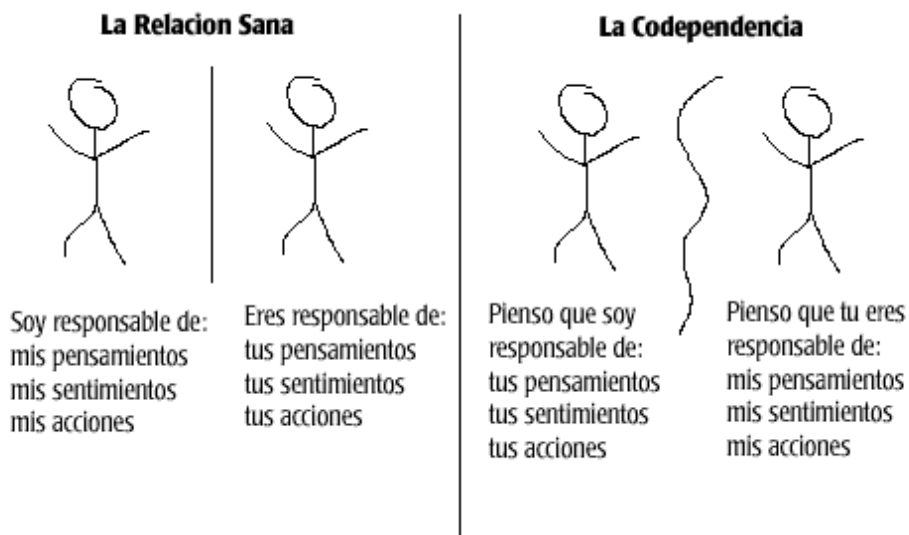 La Relacion Sana
Soy responsable de:
mis pensamientos
mis sentimientos
mis acciones
Eres responsable de:
tus pensamientos
tus sentimientos
tus acciones
La Codependencia
Pienso que soy
responsable de:
tus pensamientos
tus sentimientos
tus acciones
Pienso que tu eres
responsable de:
mis pensamientos
mis sentimientos
mis acciones